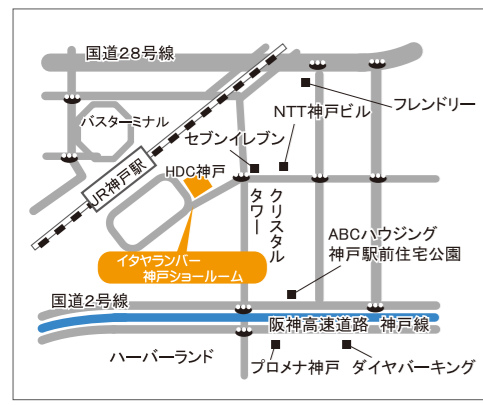 国道28号線
フレンドリー
バスターミナル
NTT神戸ビル
セブンイレブン
HDC神戸
JR神戸駅
クリスタル
タワー
イタヤランバー
神戸ショールーム
ABCハウジング
神戸駅前住宅公園
国道2号線
阪神高速道路 神戸線
ハーバーランド
プロメナ神戸
ダイヤパーキング